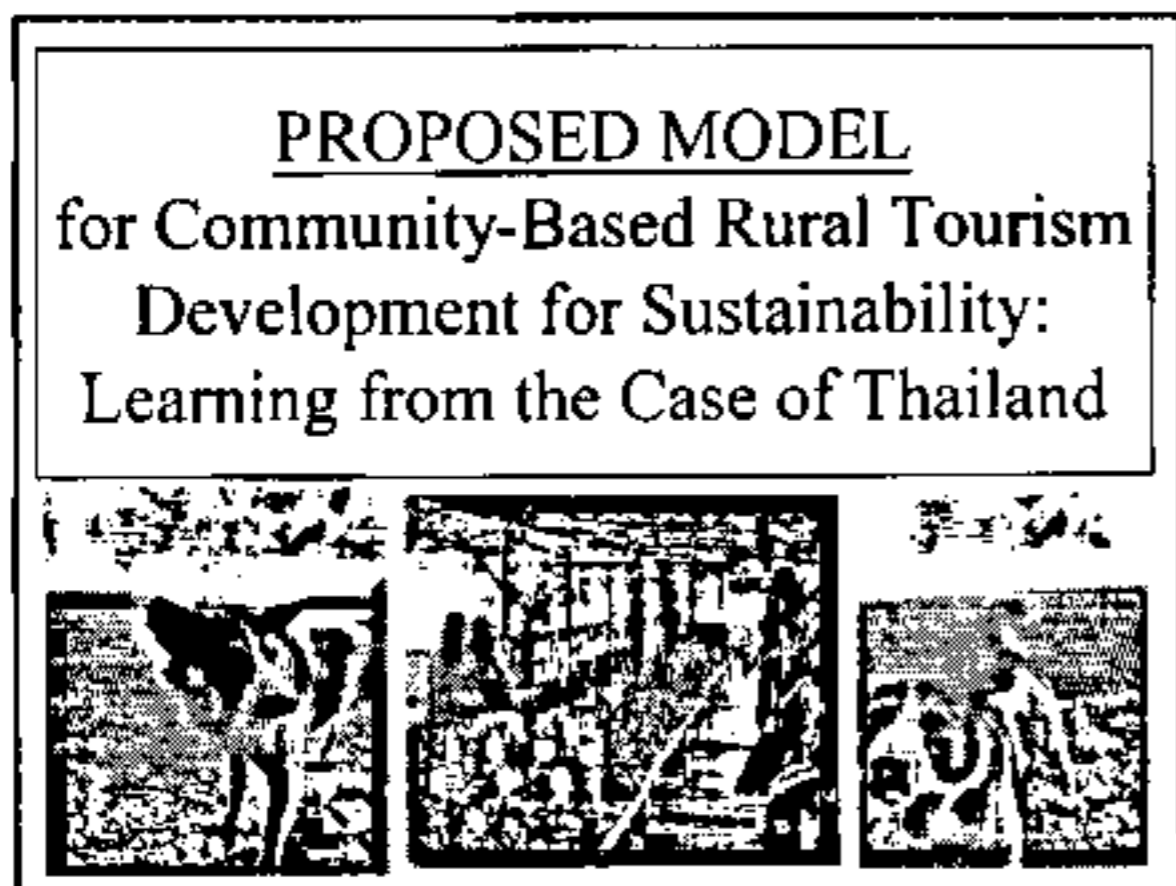 PROPOSED MODEL
for Community-Based Rural Tourism
Development for Sustainability:
Learning from the Case of Thailand